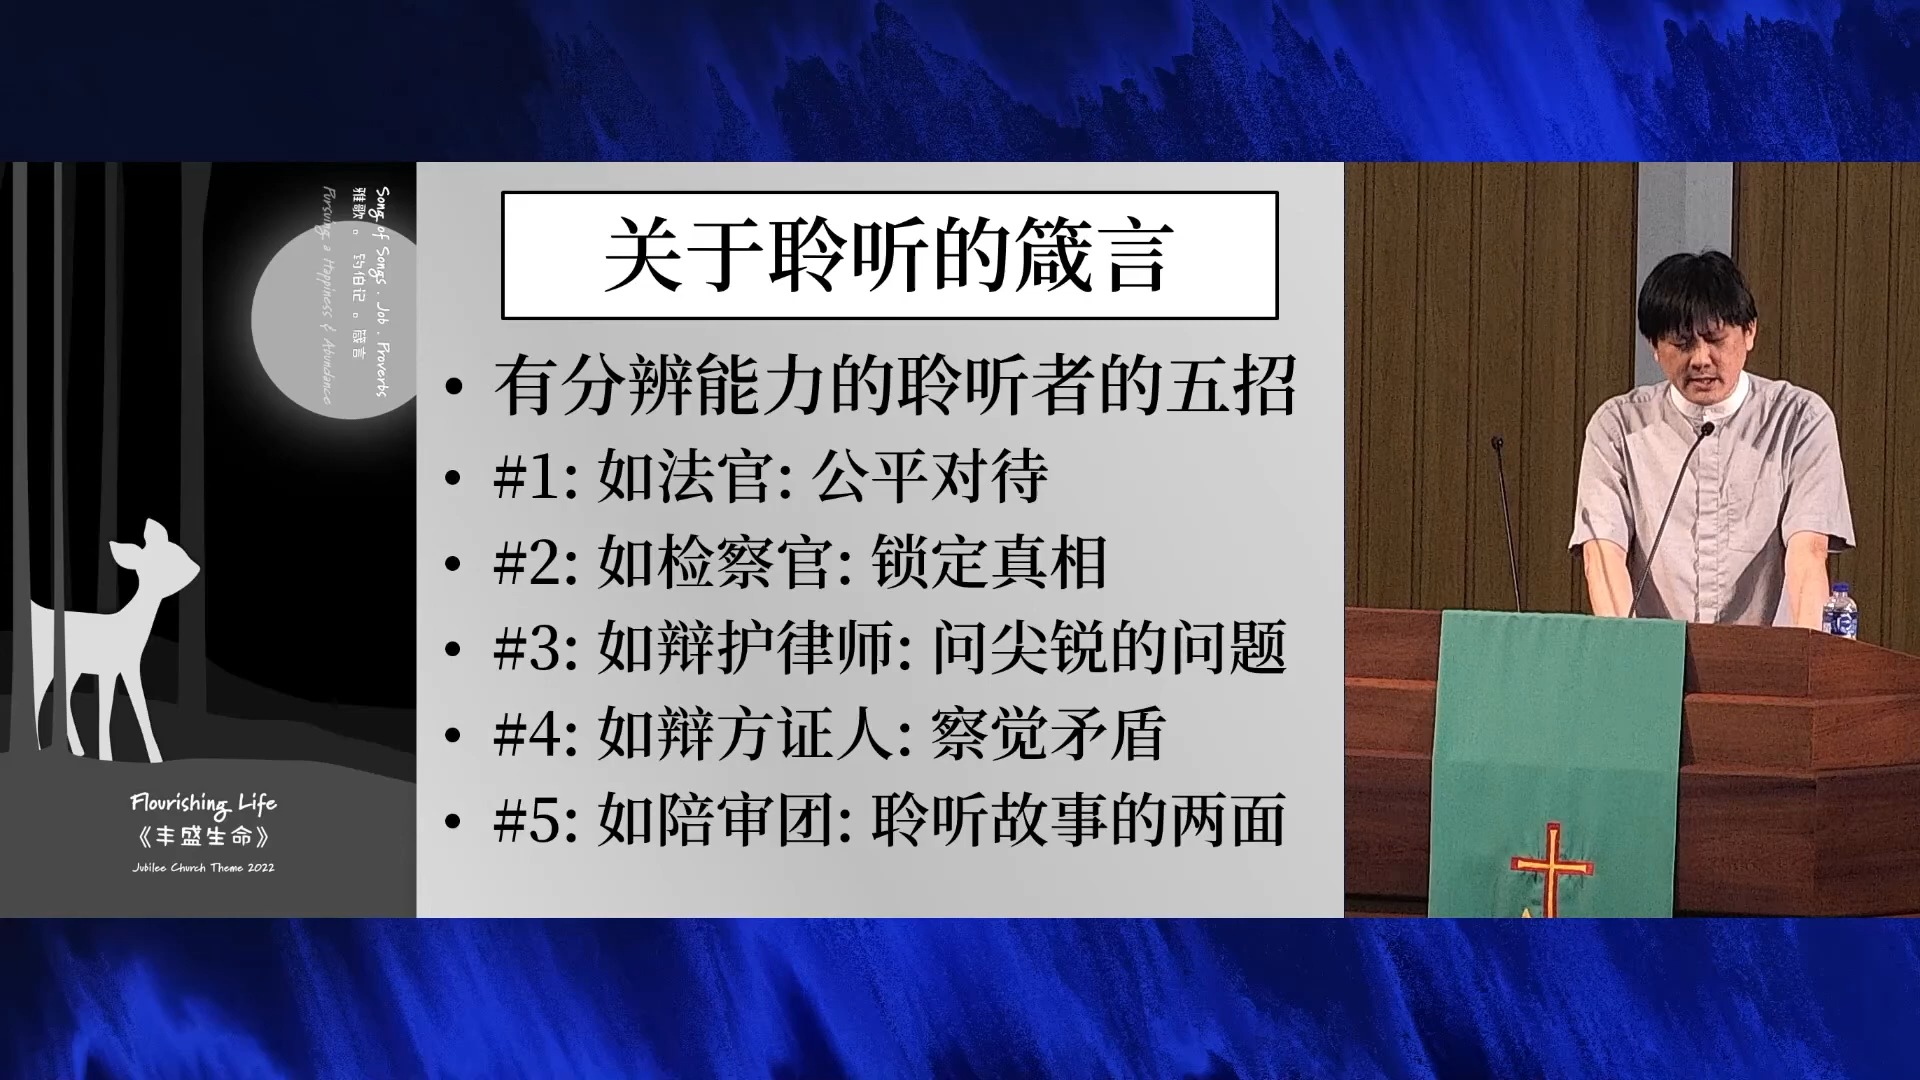 Song of Songs . Job . Proverbs
雅歌 。 约伯记 。 箴言
Pursuing a Happiness & Abundance
Flourishing Life
《丰盛生命》
Jubilee Church Theme 2022
关于聆听的箴言
• 有分辨能力的聆听者的五招
• #1: 如法官: 公平对待
• #2: 如检察官: 锁定真相
• #3: 如辩护律师: 问尖锐的问题
• #4: 如辩方证人: 察觉矛盾
• #5: 如陪审团: 聆听故事的两面